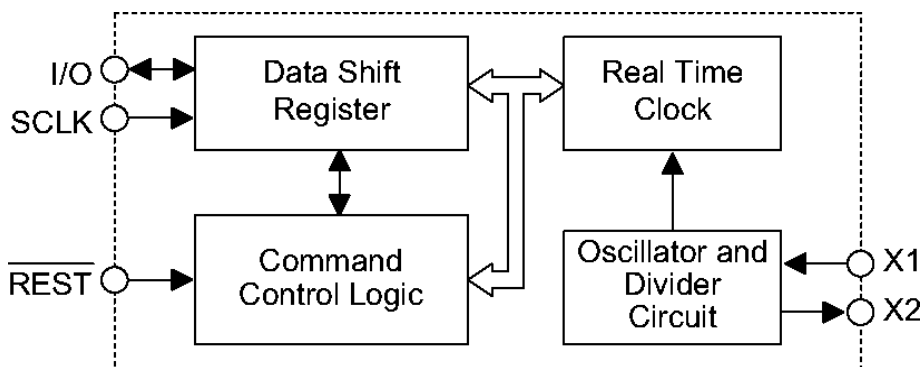 I/O
SCLK
Data Shift
Register
Real Time
Clock
REST
Command
Control Logic
Oscillator and
Divider
Circuit
X1
X2